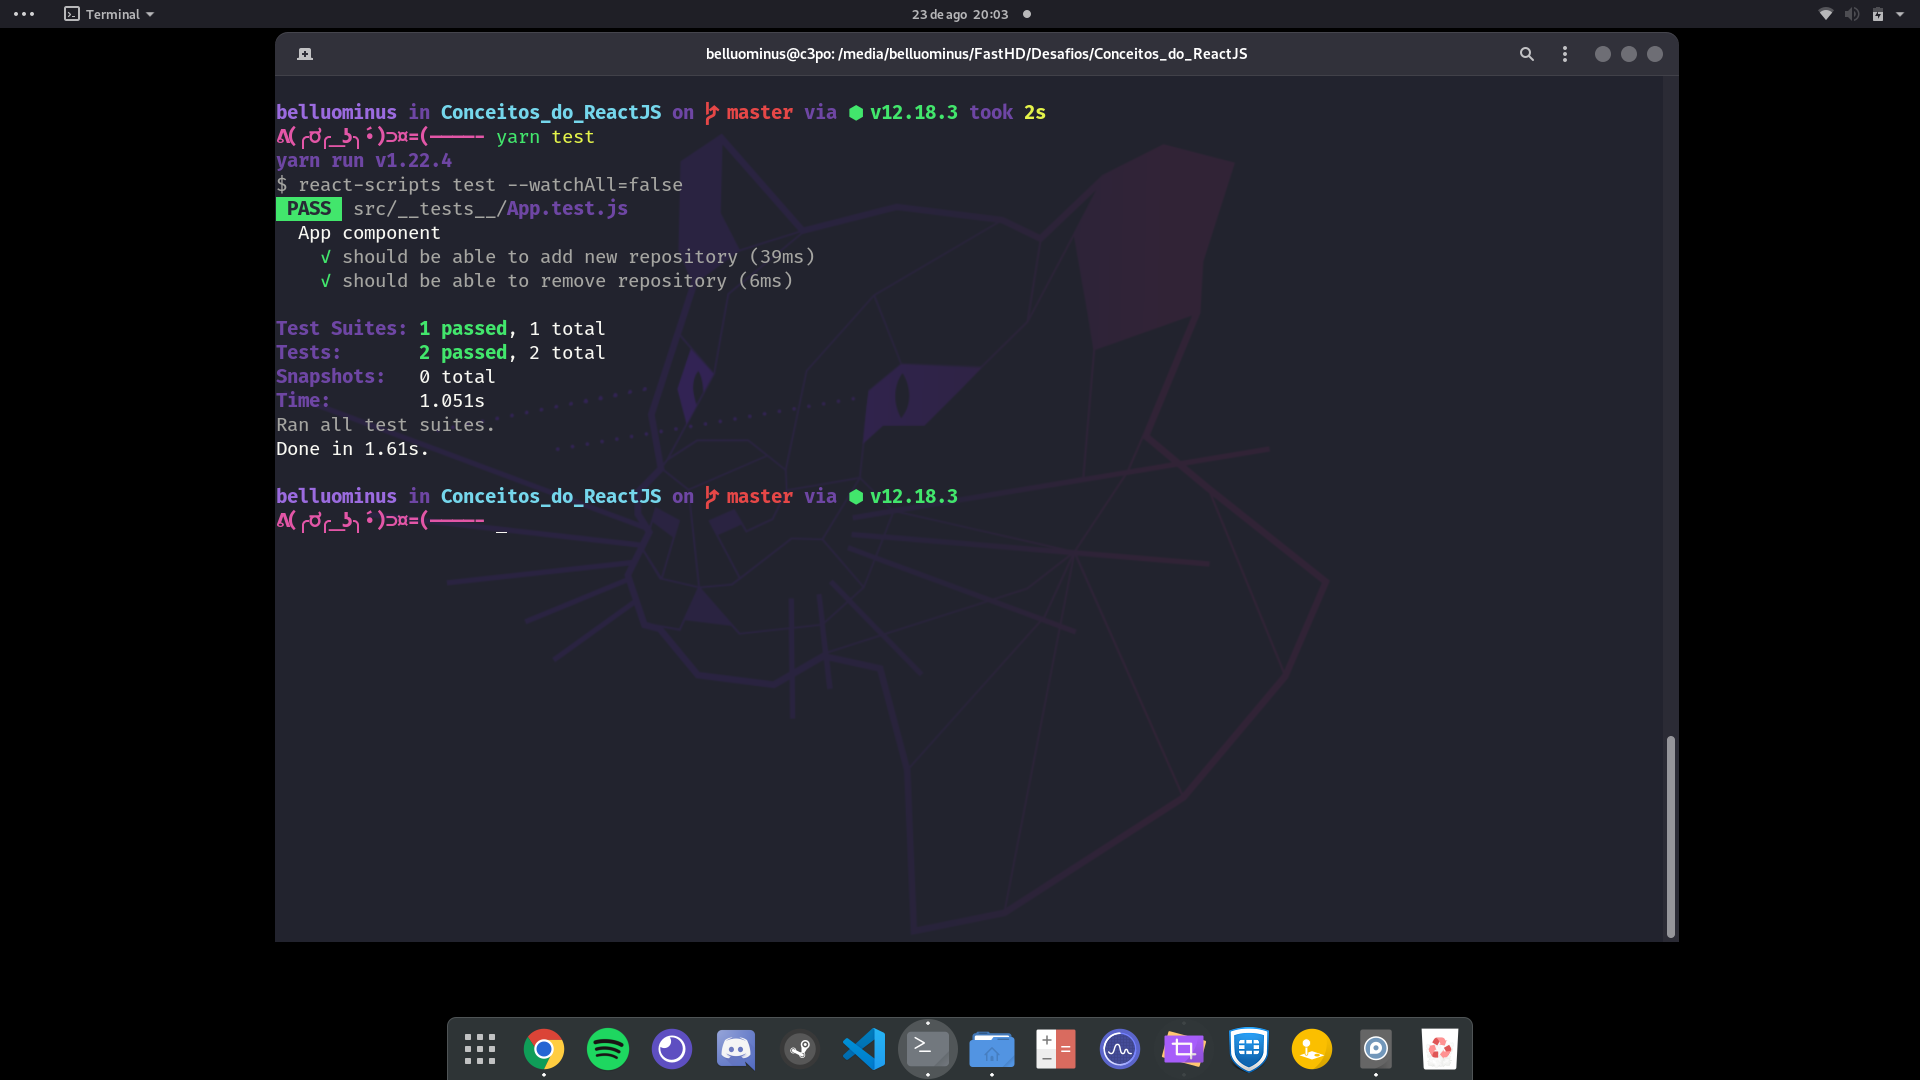 Terminal
23 de ago 20:03
belluominus@c3po: /media/belluominus/FastHD/Desafios/Conceitos_do_ReactJS
belluominus in Conceitos_do_ReactJS on master via ⬢ v12.18.3 took 2s
yarn test
yarn run v1.22.4
$ react-scripts test --watchAll=false
PASS src/__tests__/App.test.js
App component
√ should be able to add new repository (39ms)
√ should be able to remove repository (6ms)
Test Suites: 1 passed, 1 total
Tests: 2 passed, 2 total
Snapshots: 0 total
Time: 1.051s
Ran all test suites.
Done in 1.61s.
belluominus in Conceitos_do_ReactJS on master via ⬢ v12.18.3